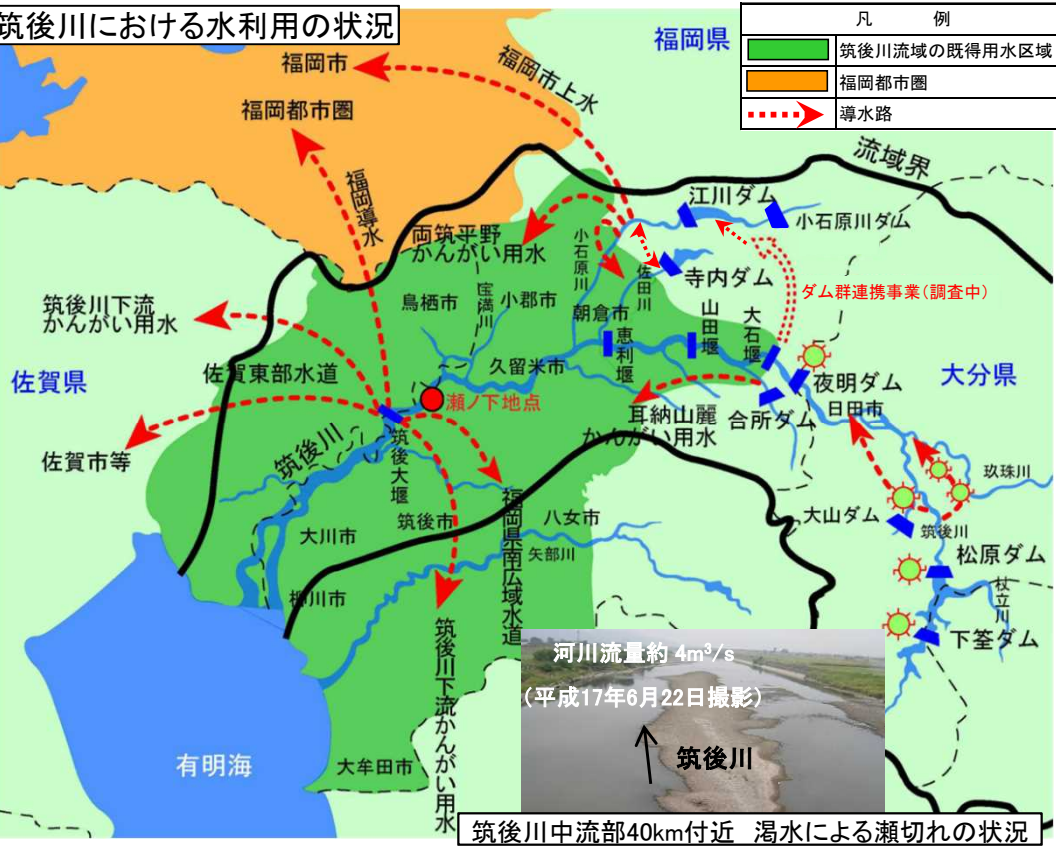 筑後川における水利用の状況
凡　例
筑後川流域の既得用水区域
福岡都市圏
導水路
福岡県
福岡市
福岡市上水
福岡都市圏
福岡導水
流域界
江川ダム
小石原川ダム
両筑平野
かんがい用水
小石原川
佐田川
寺内ダム
ダム群連携事業(調査中)
鳥栖市
宝満川
小郡市
朝倉市
恵利堰
山田堰
大石堰
筑後川下流
かんがい用水
佐賀県
佐賀東部水道
久留米市
夜明ダム
大分県
日田市
瀬ノ下地点
耳納山麓
かんがい用水
合所ダム
佐賀市等
筑後川
筑後大堰
玖珠川
大川市
筑後市
福岡県南広域水道
八女市
矢部川
大山ダム
筑後川
松原ダム
杖立川
柳川市
下筌ダム
筑後川下流かんがい用水
河川流量約 4m³/s
(平成17年6月22日撮影)
筑後川
有明海
大牟田市
筑後川中流部40km付近　渇水による瀬切れの状況